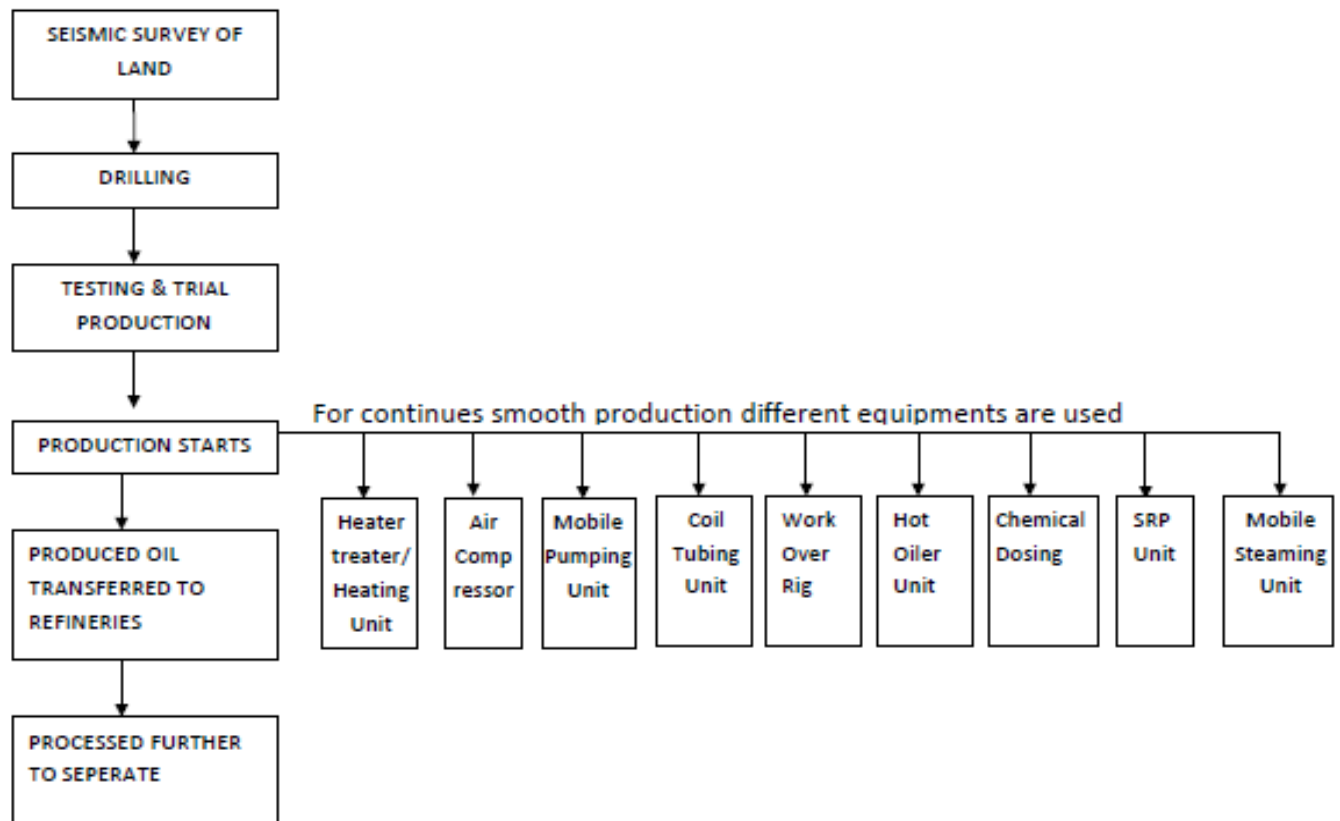 SEISMIC SURVEY OF
LAND
DRILLING
TESTING & TRIAL
PRODUCTION
For continues smooth production different equipments are used
PRODUCTION STARTS
Heater
treater/
Heating
Unit
Air
Comp
ressor
Mobile
Pumping
Unit
Coil
Tubing
Unit
Work
Over
Rig
Hot
Oiler
Unit
Chemical
Dosing
SRP
Unit
Mobile
Steaming
Unit
PRODUCED OIL
TRANSFERRED TO
REFINERIES
PROCESSED FURTHER
TO SEPERATE